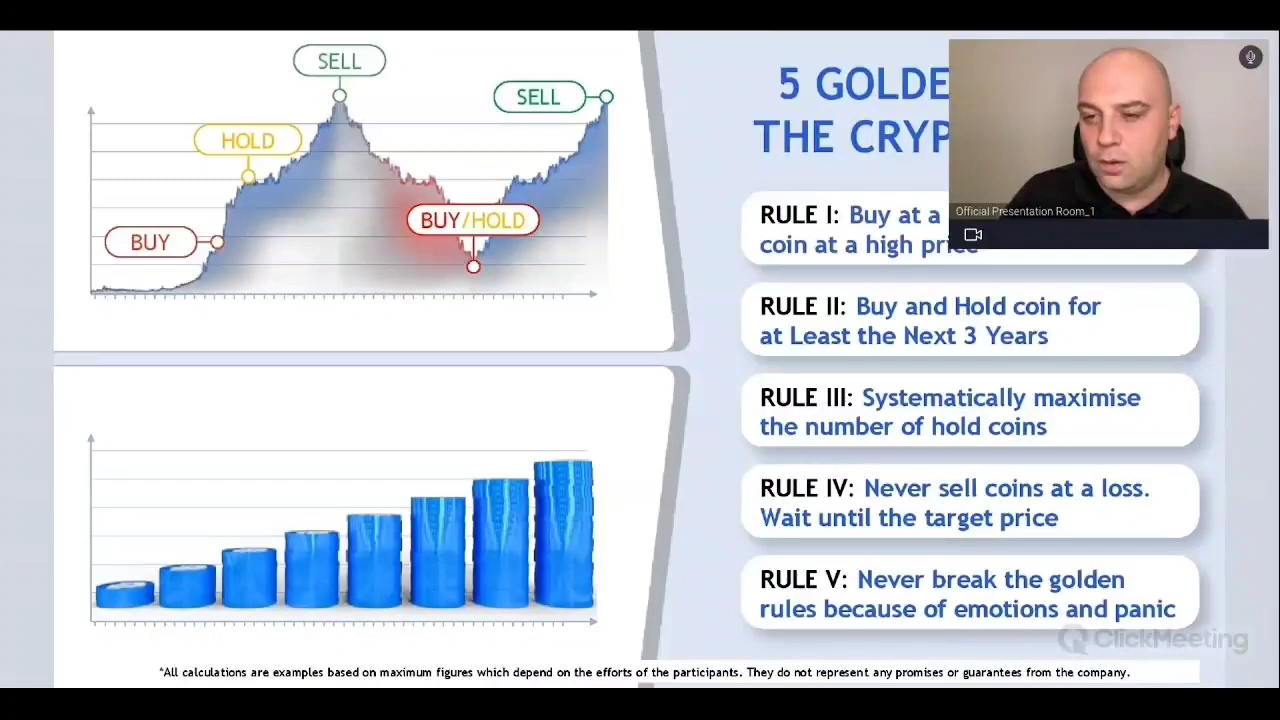 SELL
SELL
HOLD
BUY/HOLD
BUY
5 GOLDE
THE CRYP
Official Presentation Room_1
RULE I: Buy at a
coin at a high price
RULE II: Buy and Hold coin for
at Least the Next 3 Years
RULE III: Systematically maximise
the number of hold coins
RULE IV: Never sell coins at a loss.
Wait until the target price
RULE V: Never break the golden
rules because of emotions and panic
ClickMeeting
*All calculations are examples based on maximum figures which depend on the efforts of the participants. They do not represent any promises or guarantees from the company.